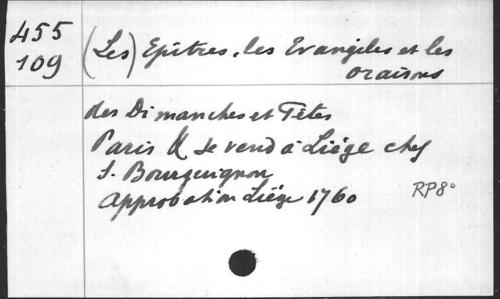 455
109
(Les) Epitres, les Evangiles et les
oraisons
des Dimanches et Fêtes
Paris & se vend à Liège chez
J. Bourguignon
Approbation Liège 1760
RP8°